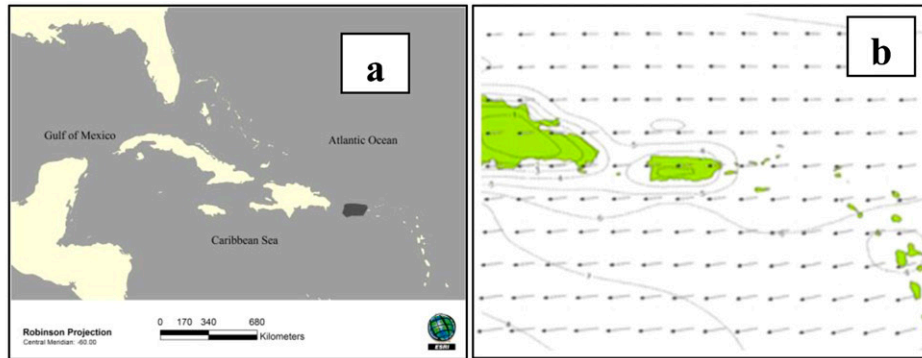 a
Gulf of Mexico
Atlantic Ocean
Caribbean Sea
Robinson Projection
Central Meridian: -60.00
0 170 340 680
Kilometers
ESRI
b